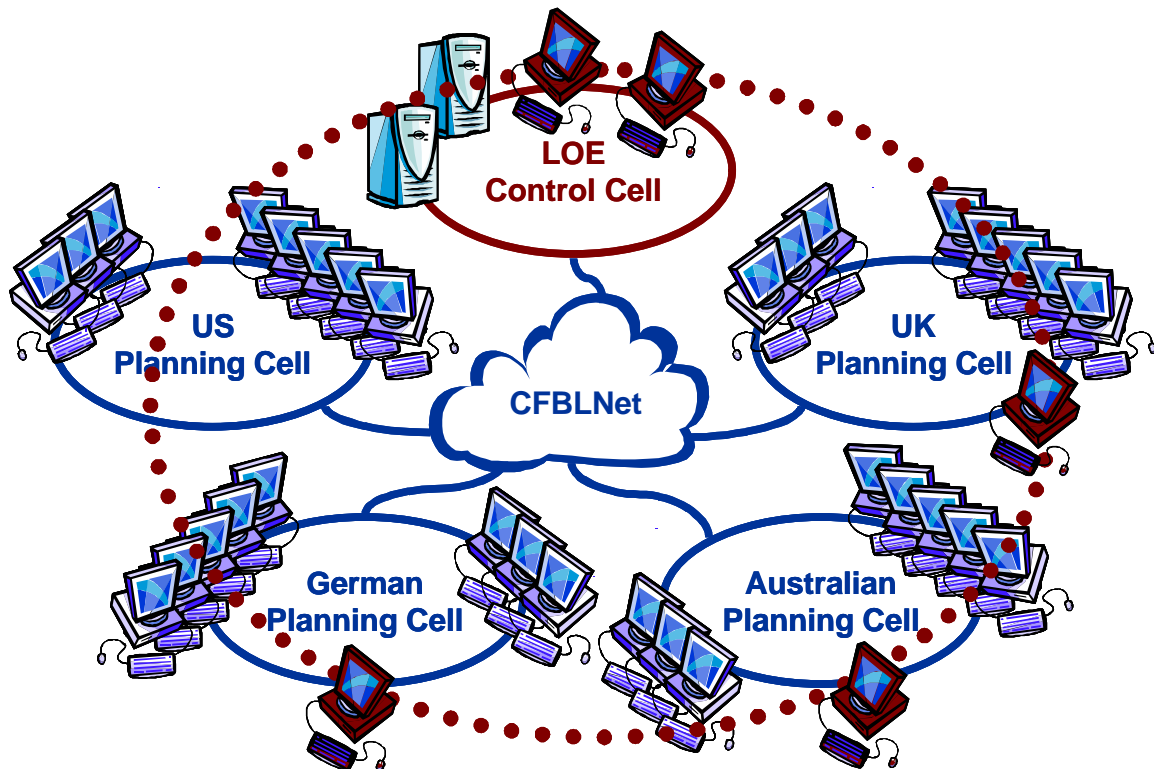 LOE
Control Cell
US
Planning Cell
UK
Planning Cell
CFBLNet
German
Planning Cell
Australian
Planning Cell